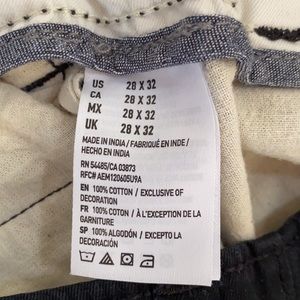 US 28 X 32
CA 28 X 32
MX 28 X 32
UK 28 X 32
MADE IN INDIA / FABRIQUÉ EN INDE /
HECHO EN INDIA
RN 54485/CA 03873
RFC# AEM120605U9A
EN 100% COTTON / EXCLUSIVE OF
DECORATION
FR 100% COTON / À L'EXCEPTION DE LA
GARNITURE
SP 100% ALGODÓN / EXCEPTO LA
DECORACIÓN